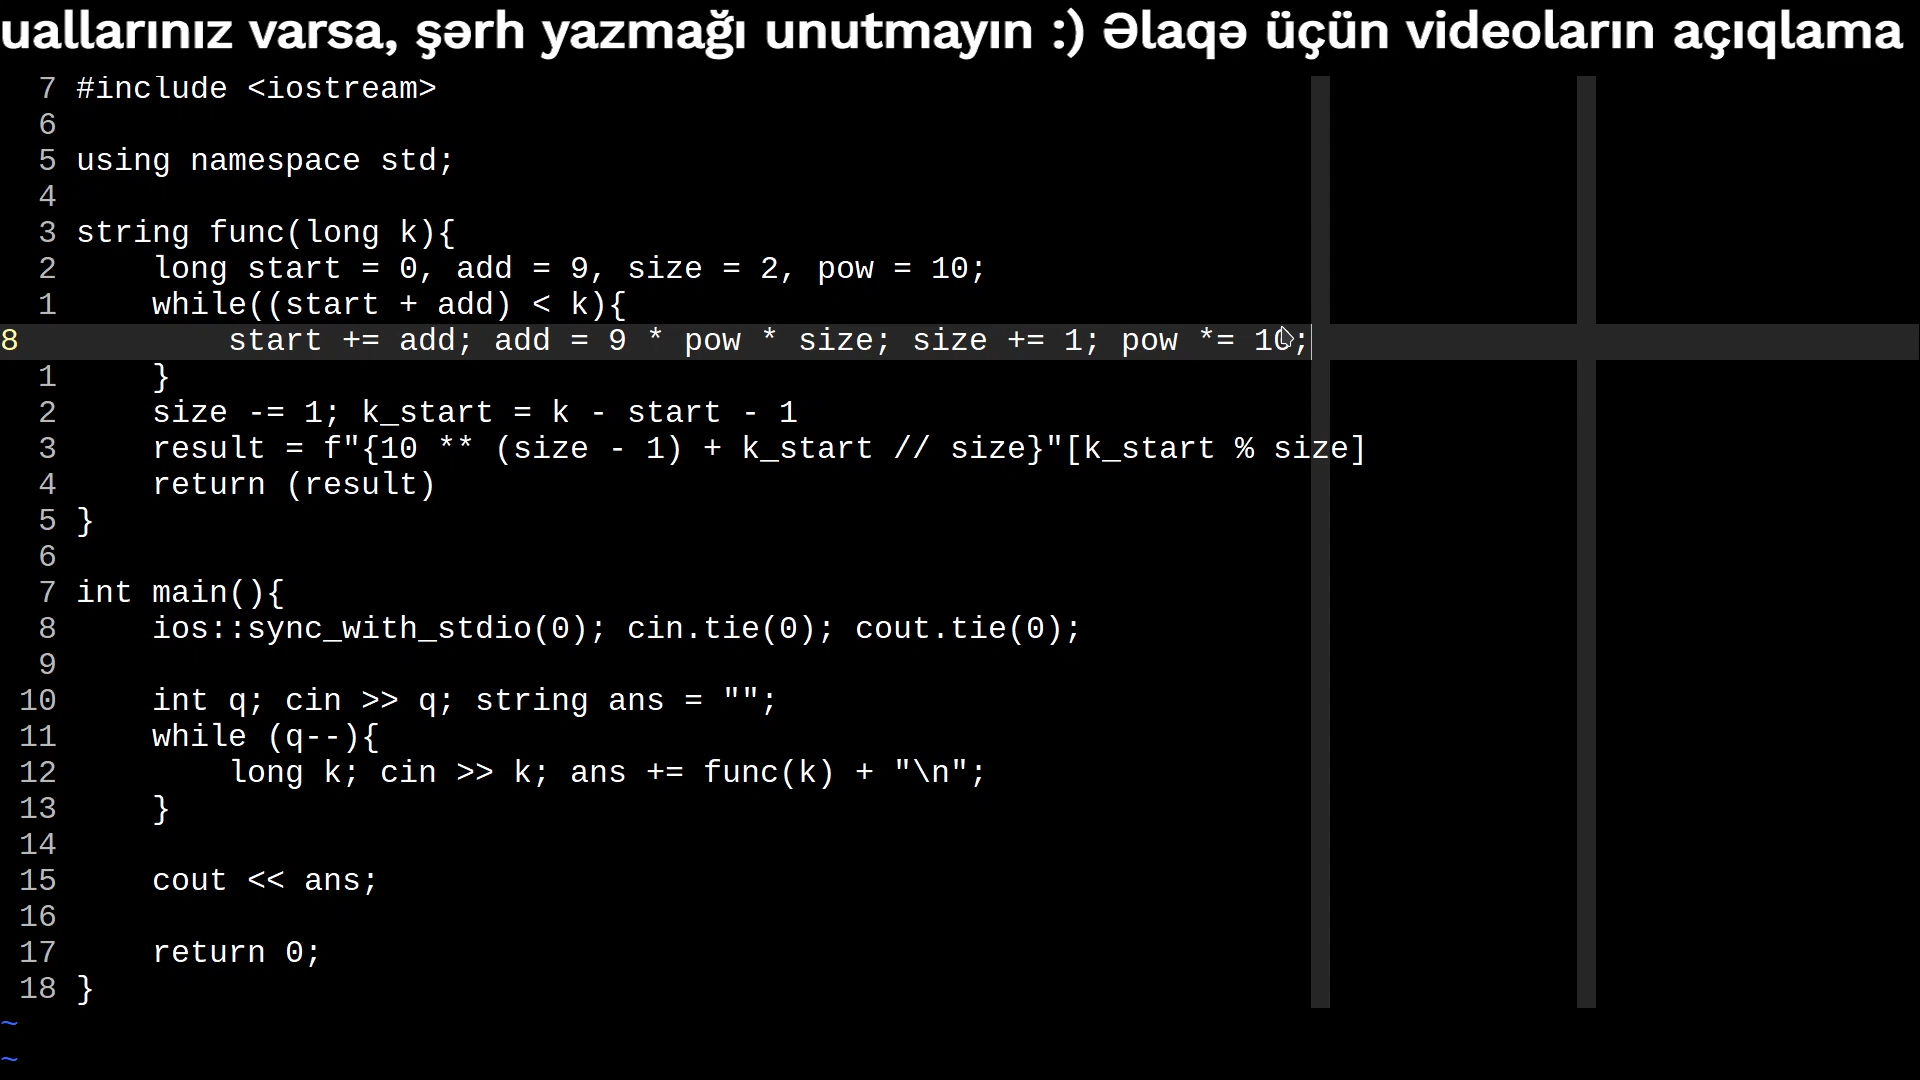 uallarınız varsa, şərh yazmağı unutmayın :) Əlaqə üçün videoların açıqlama
7 #include <iostream>
6
5 using namespace std;
4
3 string func(long k){
2     long start = 0, add = 9, size = 2, pow = 10;
1     while((start + add) < k){
8         start += add; add = 9 * pow * size; size += 1; pow *= 10;
1     }
2     size -= 1; k_start = k - start - 1
3     result = f"{10 ** (size - 1) + k_start // size}"[k_start % size]
4     return (result)
5 }
6
7 int main(){
8     ios::sync_with_stdio(0); cin.tie(0); cout.tie(0);
9
10     int q; cin >> q; string ans = "";
11     while (q--){
12         long k; cin >> k; ans += func(k) + "\n";
13     }
14
15     cout << ans;
16
17     return 0;
18 }
~
~